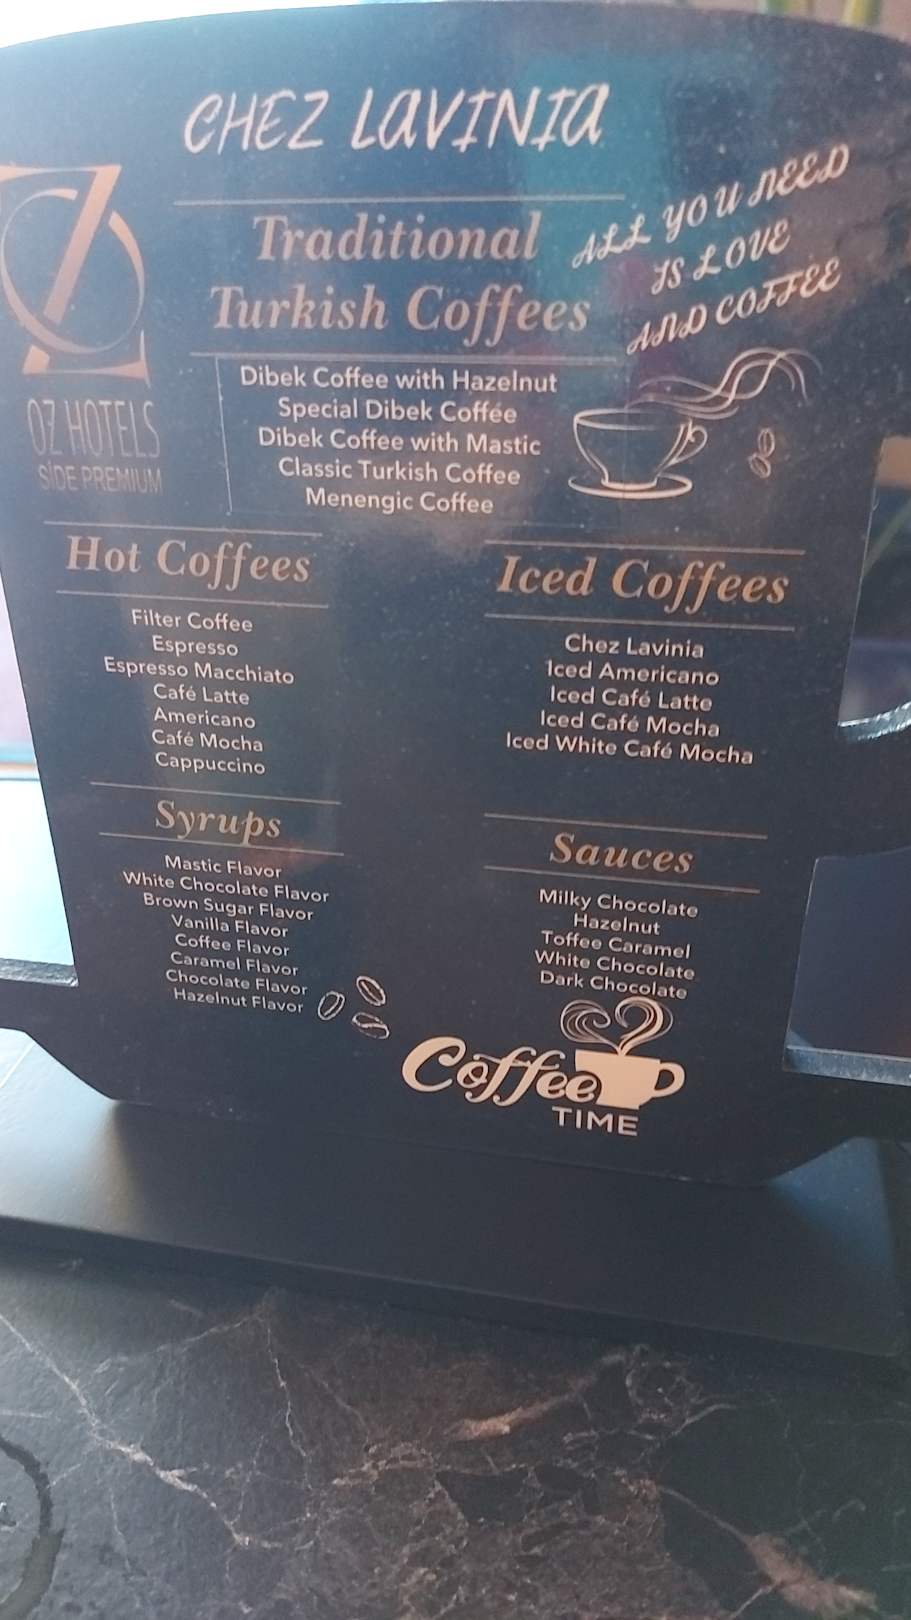 CHEZ LAVINIA
ALL YOU NEED
IS LOVE
AND COFFEE
OZ HOTELS
SİDE PREMIUM
Traditional
Turkish Coffees
Dibek Coffee with Hazelnut
Special Dibek Coffee
Dibek Coffee with Mastic
Classic Turkish Coffee
Menengic Coffee
Hot Coffees
Filter Coffee
Espresso
Espresso Macchiato
Café Latte
Americano
Café Mocha
Cappuccino
Iced Coffees
Chez Lavinia
Iced Americano
Iced Café Latte
Iced Café Mocha
Iced White Café Mocha
Syrups
Mastic Flavor
White Chocolate Flavor
Brown Sugar Flavor
Vanilla Flavor
Coffee Flavor
Caramel Flavor
Chocolate Flavor
Hazelnut Flavor
Sauces
Milky Chocolate
Hazelnut
Toffee Caramel
White Chocolate
Dark Chocolate
Coffee
TIME